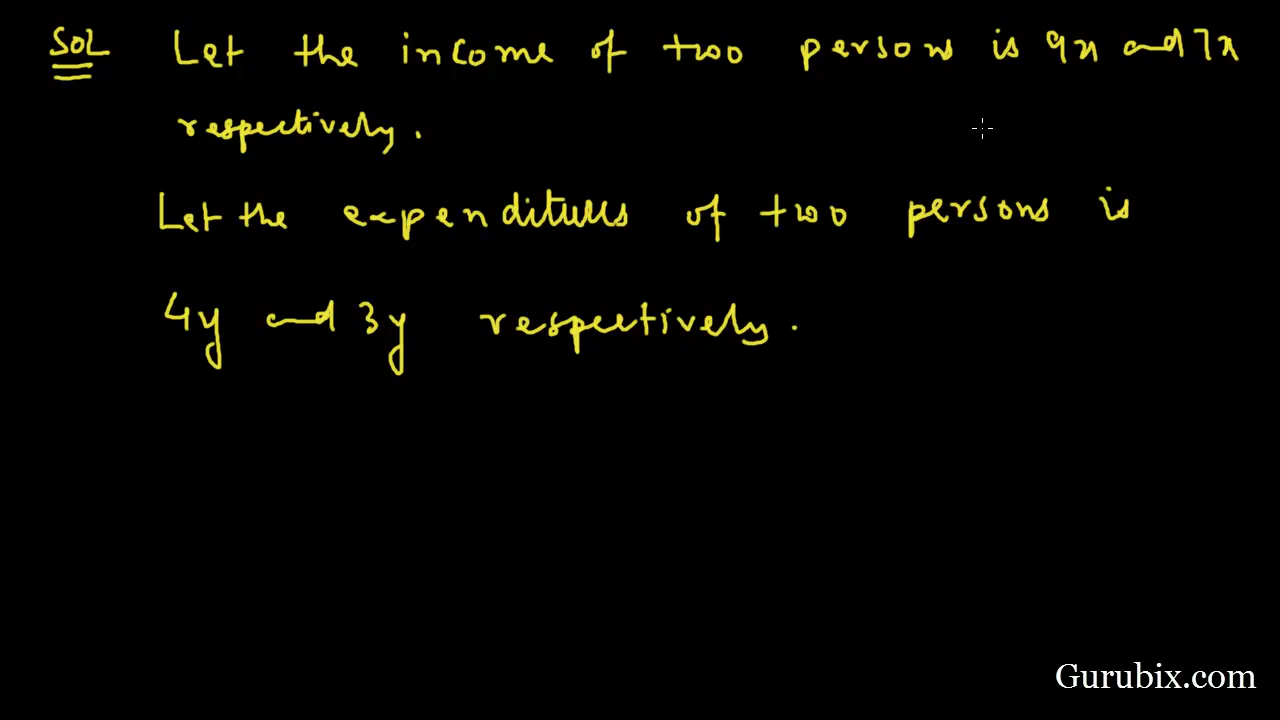 Sol Let the income of two persons is 9x and 7x
respectively.
Let the expenditures of two persons is
4y and 3y respectively.
Gurubix.com